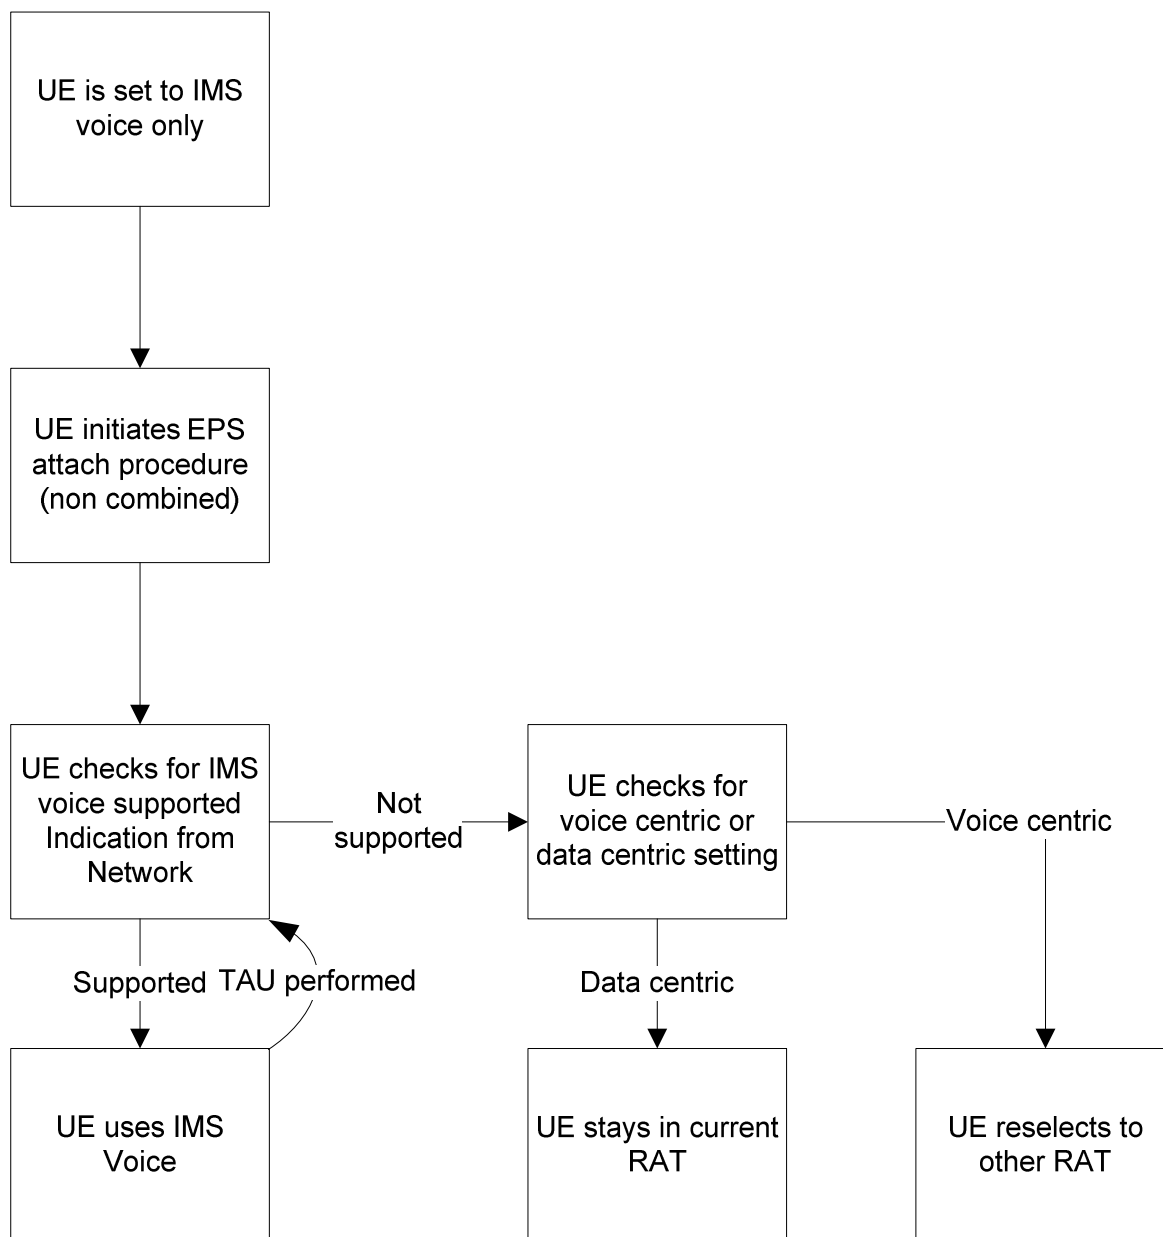 UE is set to IMS
voice only
UE initiates EPS
attach procedure
(non combined)
UE checks for IMS
voice supported
Indication from
Network
Not
supported
UE checks for
voice centric or
data centric setting
Voice centric
Supported
TAU performed
Data centric
UE uses IMS
Voice
UE stays in current
RAT
UE reselects to
other RAT